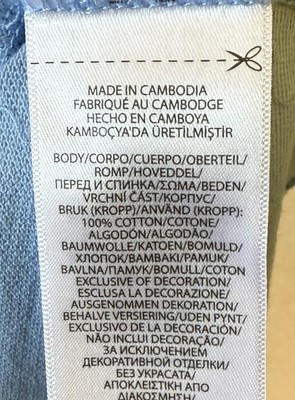 MADE IN CAMBODIA
FABRIQUÉ AU CAMBODGE
HECHO EN CAMBOYA
KAMBOÇYA'DA ÜRETİLMİŞTİR
BODY/CORPO/CUERPO/OBERTEIL/
ROMP/HOVEDDEL/
ПЕРЕД И СПИНКА/ΣΩΜΑ/BEDEN/
VRCHNÍ ČÁST/KORPUC/
BRUK (KROPP)/ANVÄND (KROPP):
100% COTTON/COTONE/
ALGODÓN/ALGODÃO/
BAUMWOLLE/KATOEN/BOMULD/
ХЛОПОК/ΒΑΜΒΑΚΙ/PAMUK/
BAVLNA/ПАМУК/BOMULL/COTON
EXCLUSIVE OF DECORATION/
ESCLUSA LA DECORAZIONE/
AUSGENOMMEN DEKORATION/
BEHALVE VERSIERING/UDEN PYNT/
EXCLUSIVO DE LA DECORACIÓN/
NÃO INCLUI DECORAÇÃO/
ЗА ИСКЛЮЧЕНИЕМ
ДЕКОРАТИВНОЙ ОТДЕЛКИ/
БЕЗ УКРАСАТА/
ΑΠΟΚΛΕΙΣΤΙΚΗ ΑΠΟ